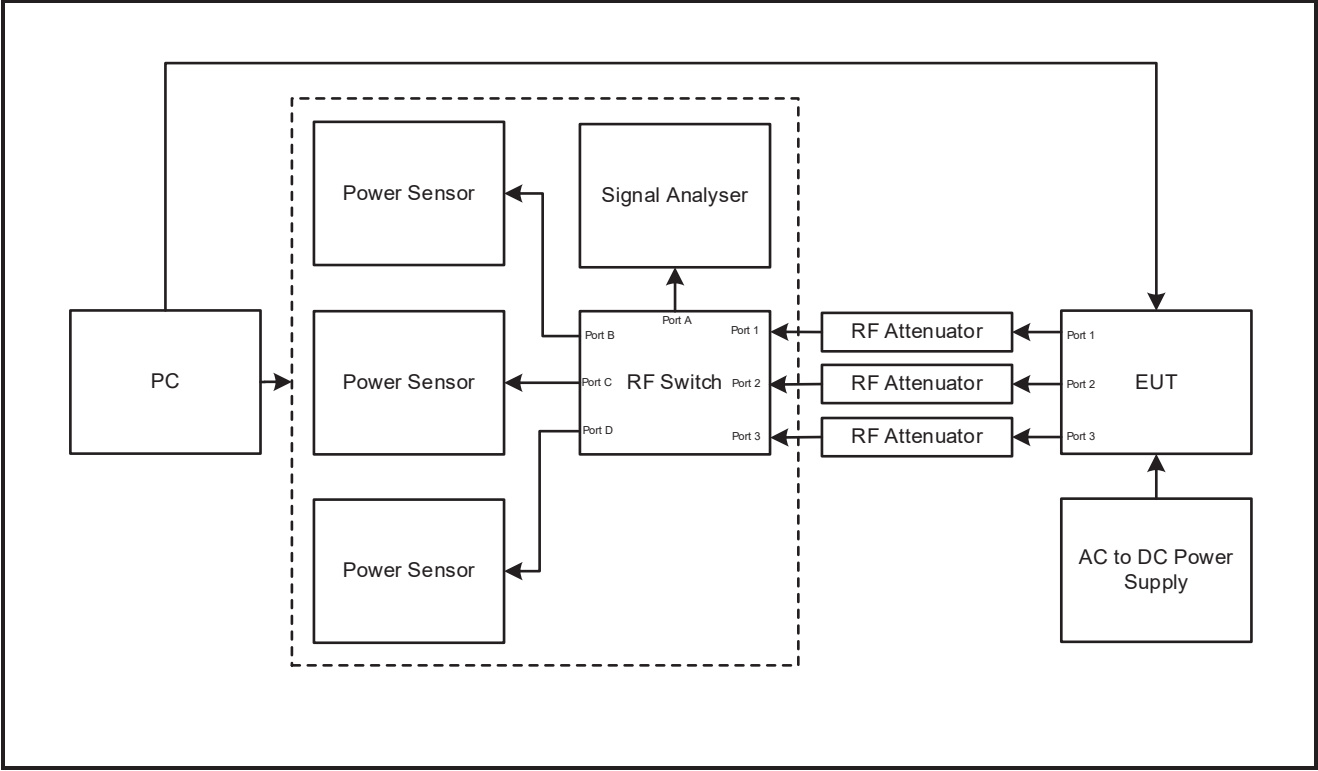 Power Sensor
Signal Analyser
PC
Power Sensor
Port A
Port B
Port C
Port D
RF Switch
Port 1
Port 2
Port 3
RF Attenuator
RF Attenuator
RF Attenuator
Port 1
Port 2
Port 3
EUT
Power Sensor
AC to DC Power
Supply